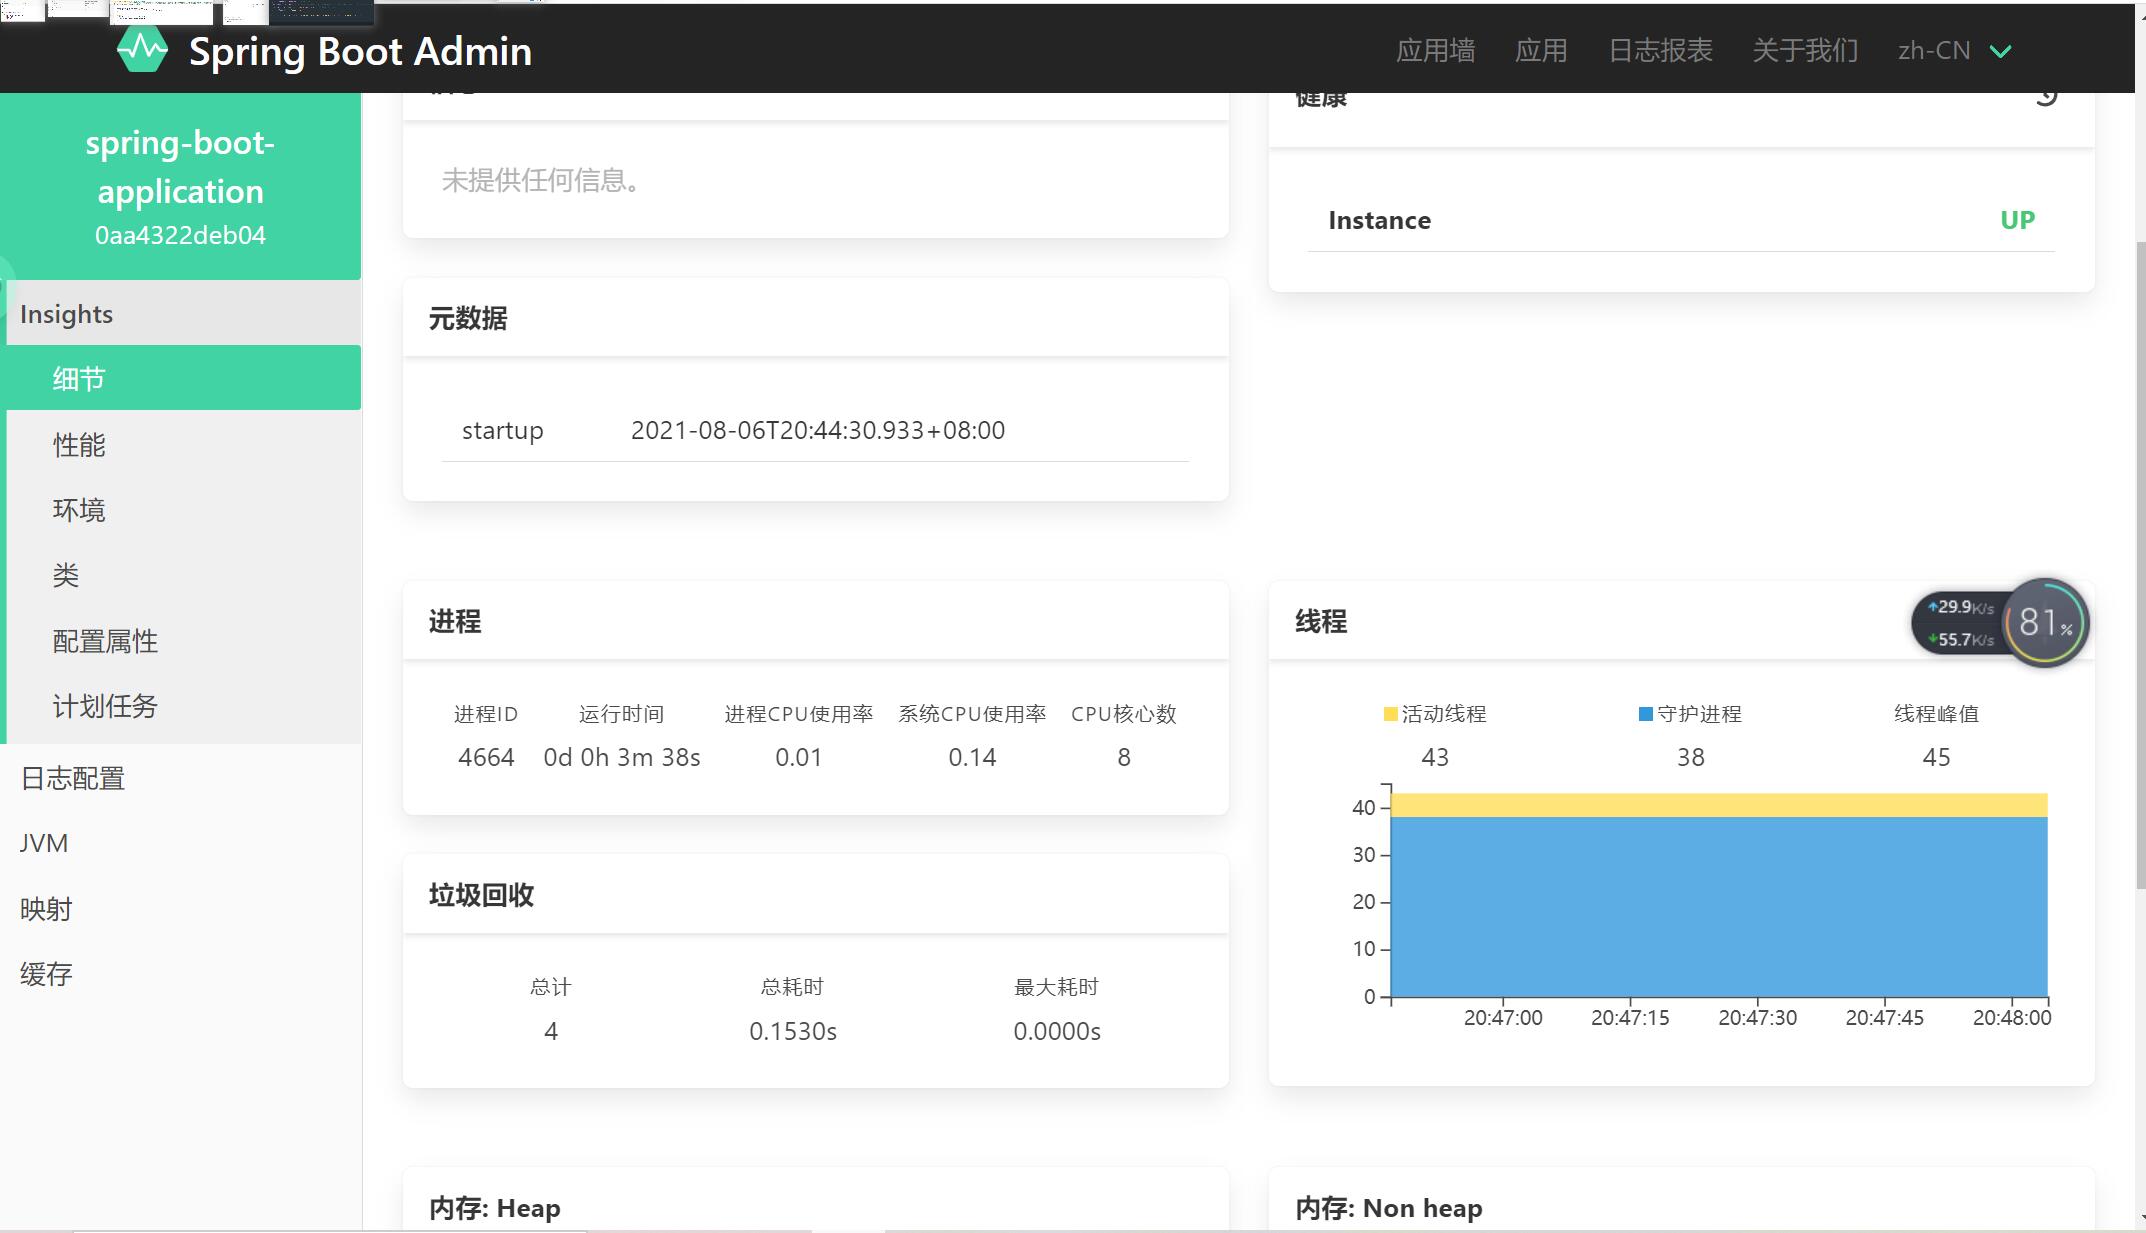 Spring Boot Admin
应用墙 应用 日志报表 关于我们 zh-CN
spring-boot-
application
0aa4322deb04
Insights
细节
性能
环境
类
配置属性
计划任务
日志配置
JVM
映射
缓存
未提供任何信息。
健康
Instance UP
元数据
startup 2021-08-06T20:44:30.933+08:00
进程
进程ID 运行时间 进程CPU使用率 系统CPU使用率 CPU核心数
4664 0d 0h 3m 38s 0.01 0.14 8
垃圾回收
总计 总耗时 最大耗时
4 0.1530s 0.0000s
线程
29.9K/s
55.7K/s
81%
活动线程 守护进程 线程峰值
43 38 45
40
30
20
10
0
20:47:00 20:47:15 20:47:30 20:47:45 20:48:00
内存: Heap
内存: Non heap